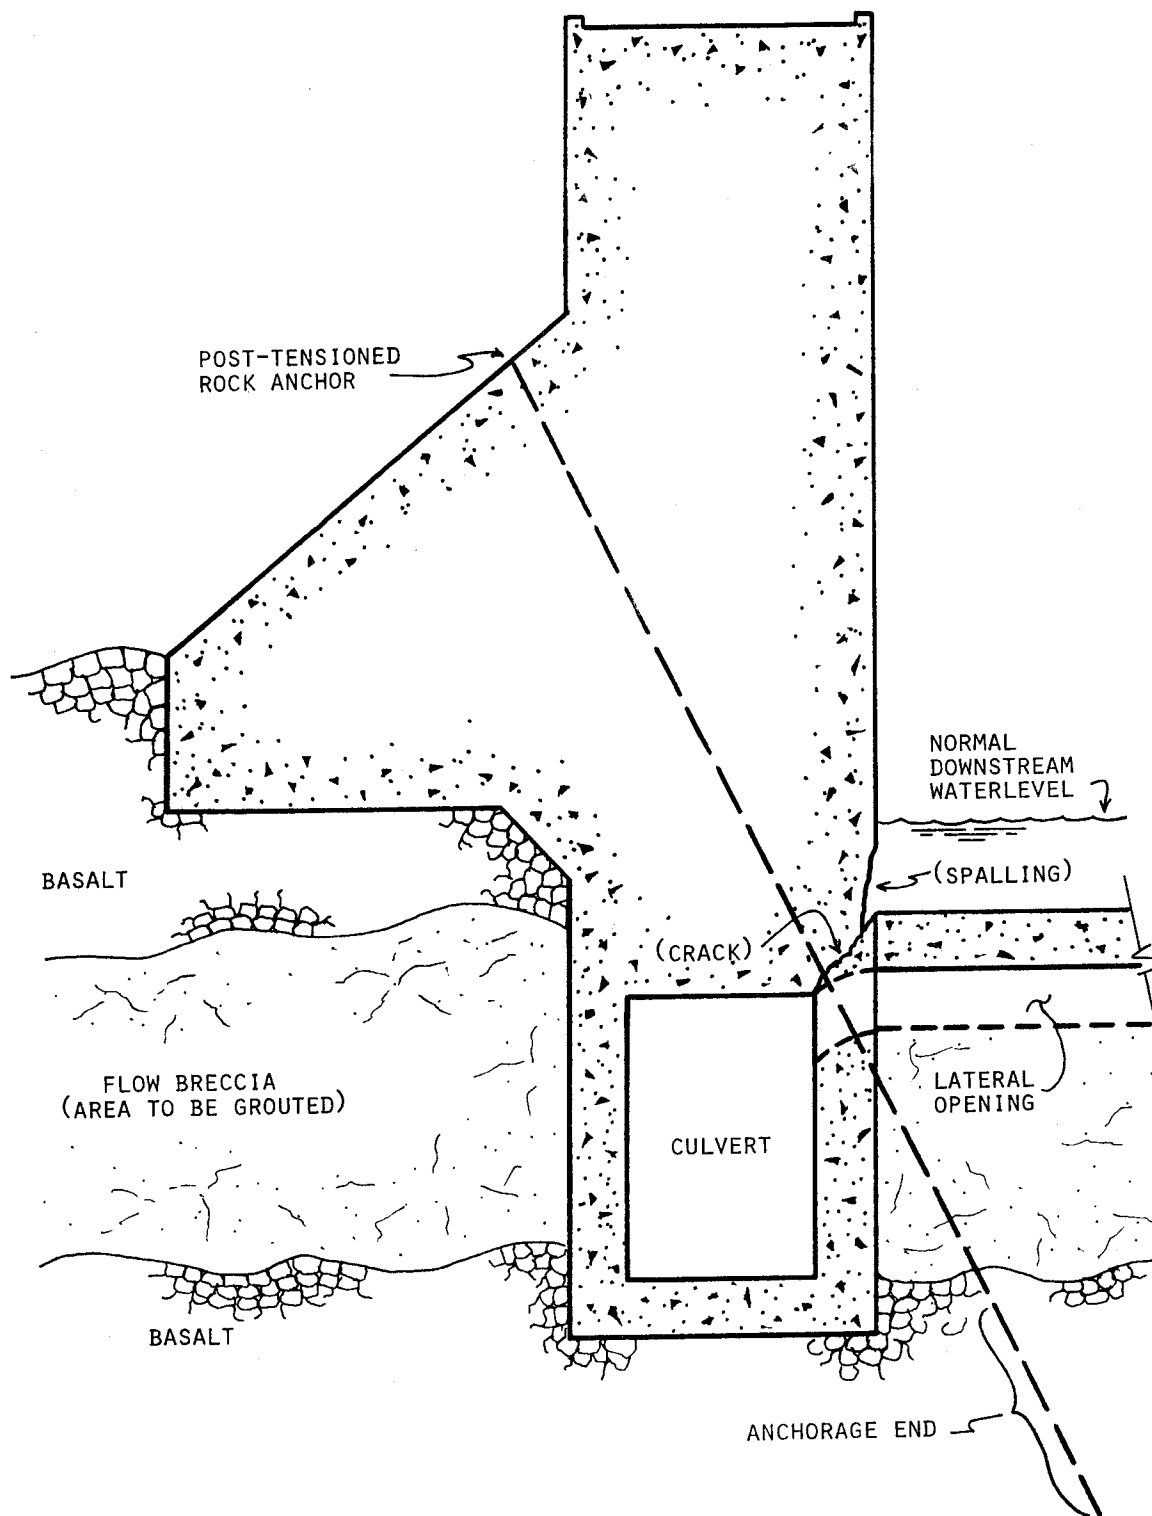 POST-TENSIONED
ROCK ANCHOR
NORMAL
DOWNSTREAM
WATERLEVEL
(SPALLING)
BASALT
(CRACK)
FLOW BRECCIA
(AREA TO BE GROUTED)
LATERAL
OPENING
CULVERT
BASALT
ANCHORAGE END